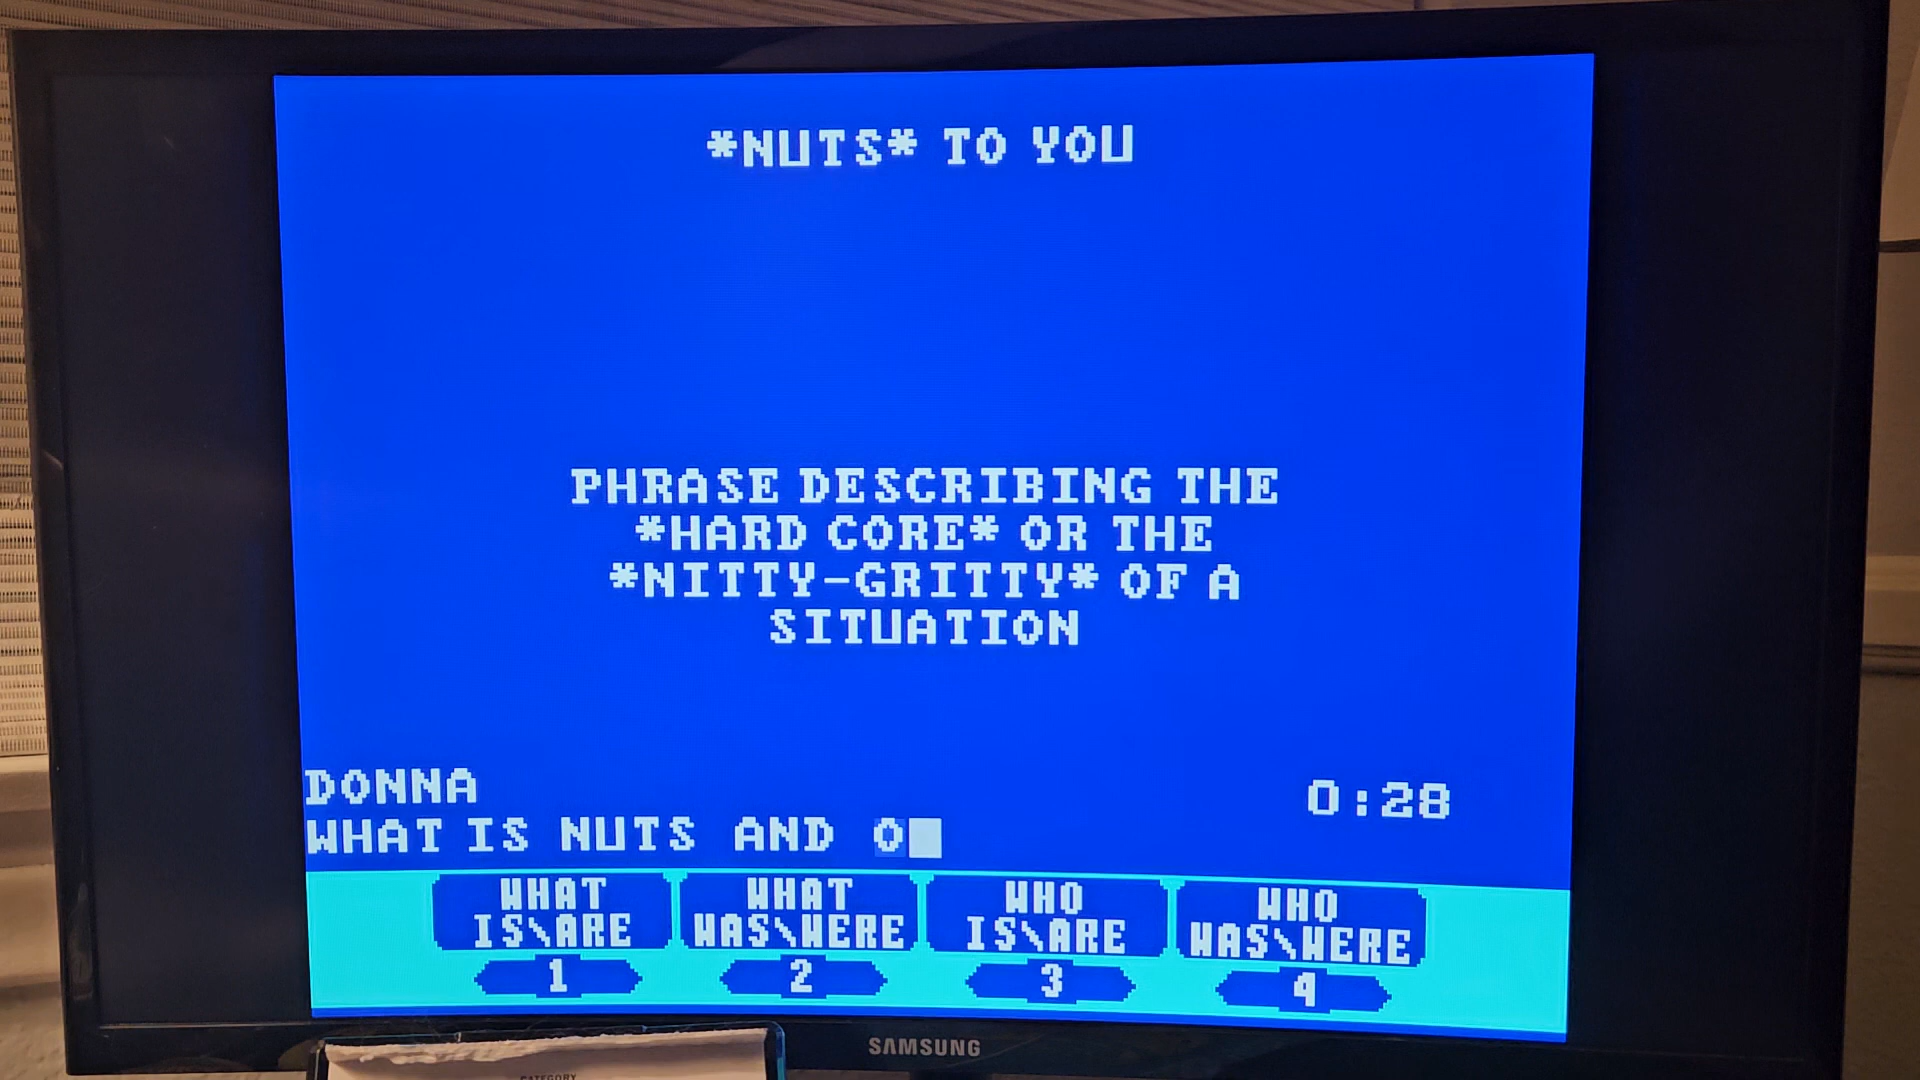 *NUTS* TO YOU
PHRASE DESCRIBING THE
*HARD CORE* OR THE
*NITTY-GRITTY* OF A
SITUATION
DONNA
0:28
WHAT IS NUTS AND O
WHAT IS\ARE
WHAT WAS\WERE
WHO IS\ARE
WHO WAS\WERE
1
2
3
4
SAMSUNG
CATEGORY